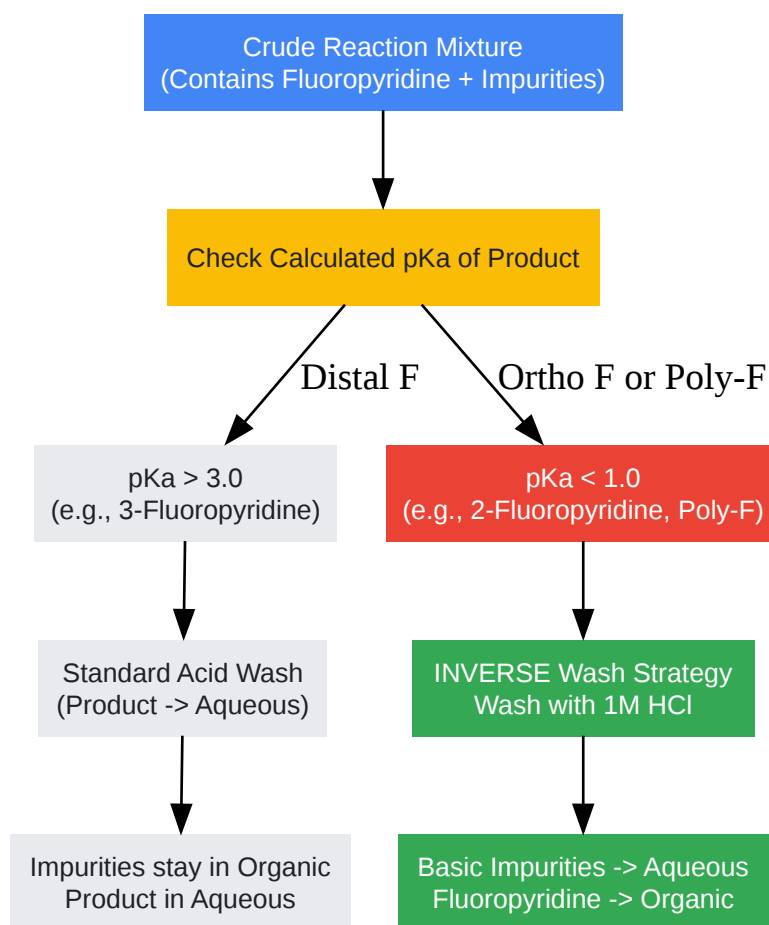 Crude Reaction Mixture
(Contains Fluoropyridine + Impurities)
Check Calculated pKa of Product
Distal F
Ortho F or Poly-F
pKa > 3.0
(e.g., 3-Fluoropyridine)
pKa < 1.0
(e.g., 2-Fluoropyridine, Poly-F)
Standard Acid Wash
(Product -> Aqueous)
INVERSE Wash Strategy
Wash with 1M HCl
Impurities stay in Organic
Product in Aqueous
Basic Impurities -> Aqueous
Fluoropyridine -> Organic